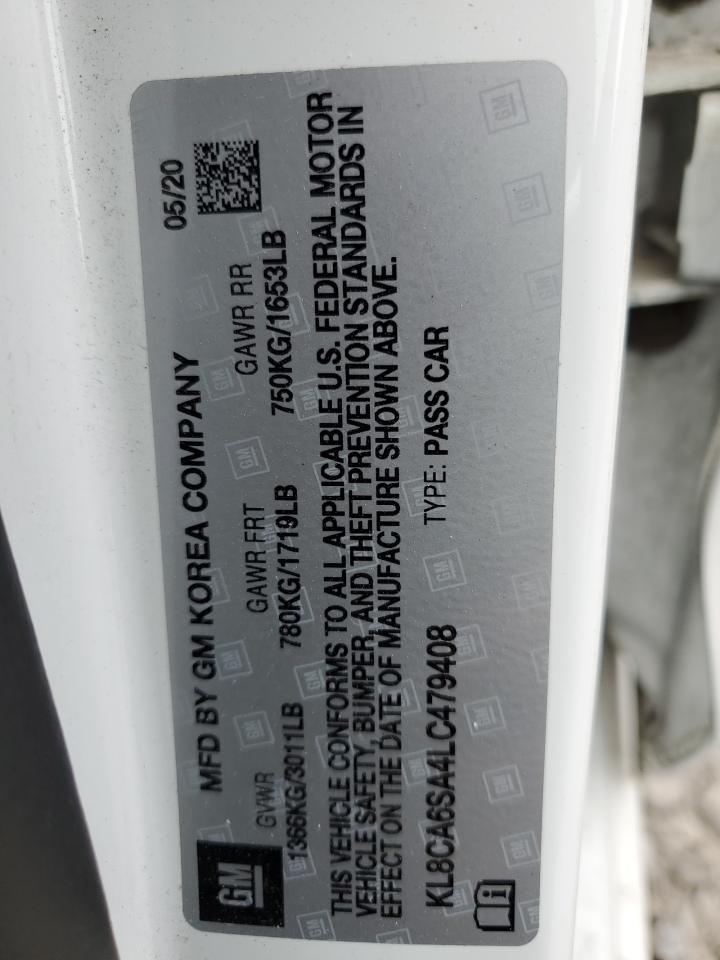 MFD BY GM KOREA COMPANY 05/20
GVWR GAWR FRT GAWR RR
1366KG/3011LB 780KG/1719LB 750KG/1653LB
THIS VEHICLE CONFORMS TO ALL APPLICABLE U.S. FEDERAL MOTOR
VEHICLE SAFETY, BUMPER, AND THEFT PREVENTION STANDARDS IN
EFFECT ON THE DATE OF MANUFACTURE SHOWN ABOVE.
KL8CA6SA4LC479408 TYPE: PASS CAR
GM
i